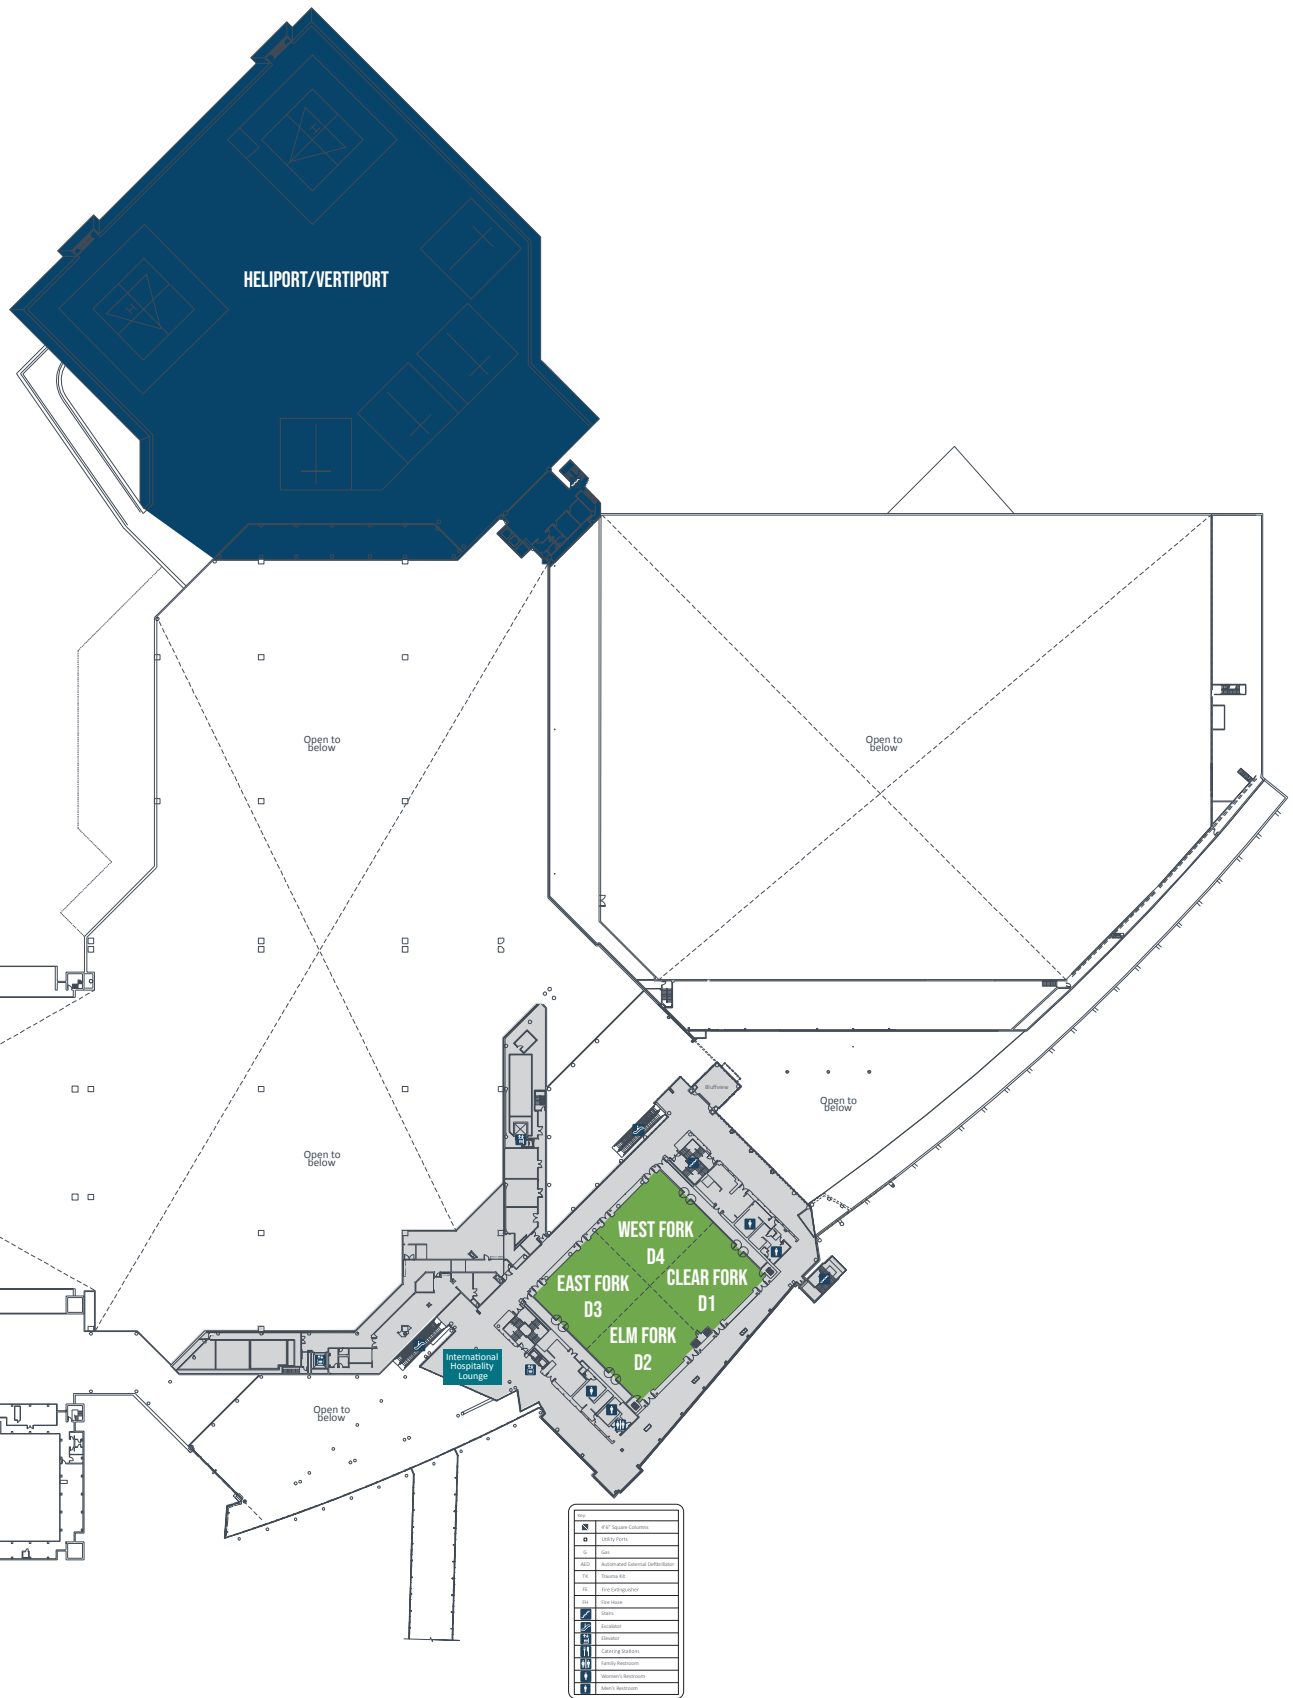 HELIPORT/VERTIPORT
Open to
below
Open to
below
Bluffview
Open to
below
Open to
below
WEST FORK
D4
CLEAR FORK
D1
EAST FORK
D3
ELM FORK
D2
International
Hospitality
Lounge
Open to
below
Key:
4'6" Square Columns
Utility Ports
G Gas
AED Automated External Defibrillator
TK Trauma Kit
FE Fire Extinguisher
FH Fire Hose
Stairs
Escalator
Elevator
Catering Stations
Family Restroom
Women's Restroom
Men's Restroom